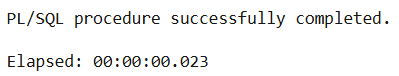 PL/SQL procedure successfully completed.
Elapsed: 00:00:00.023